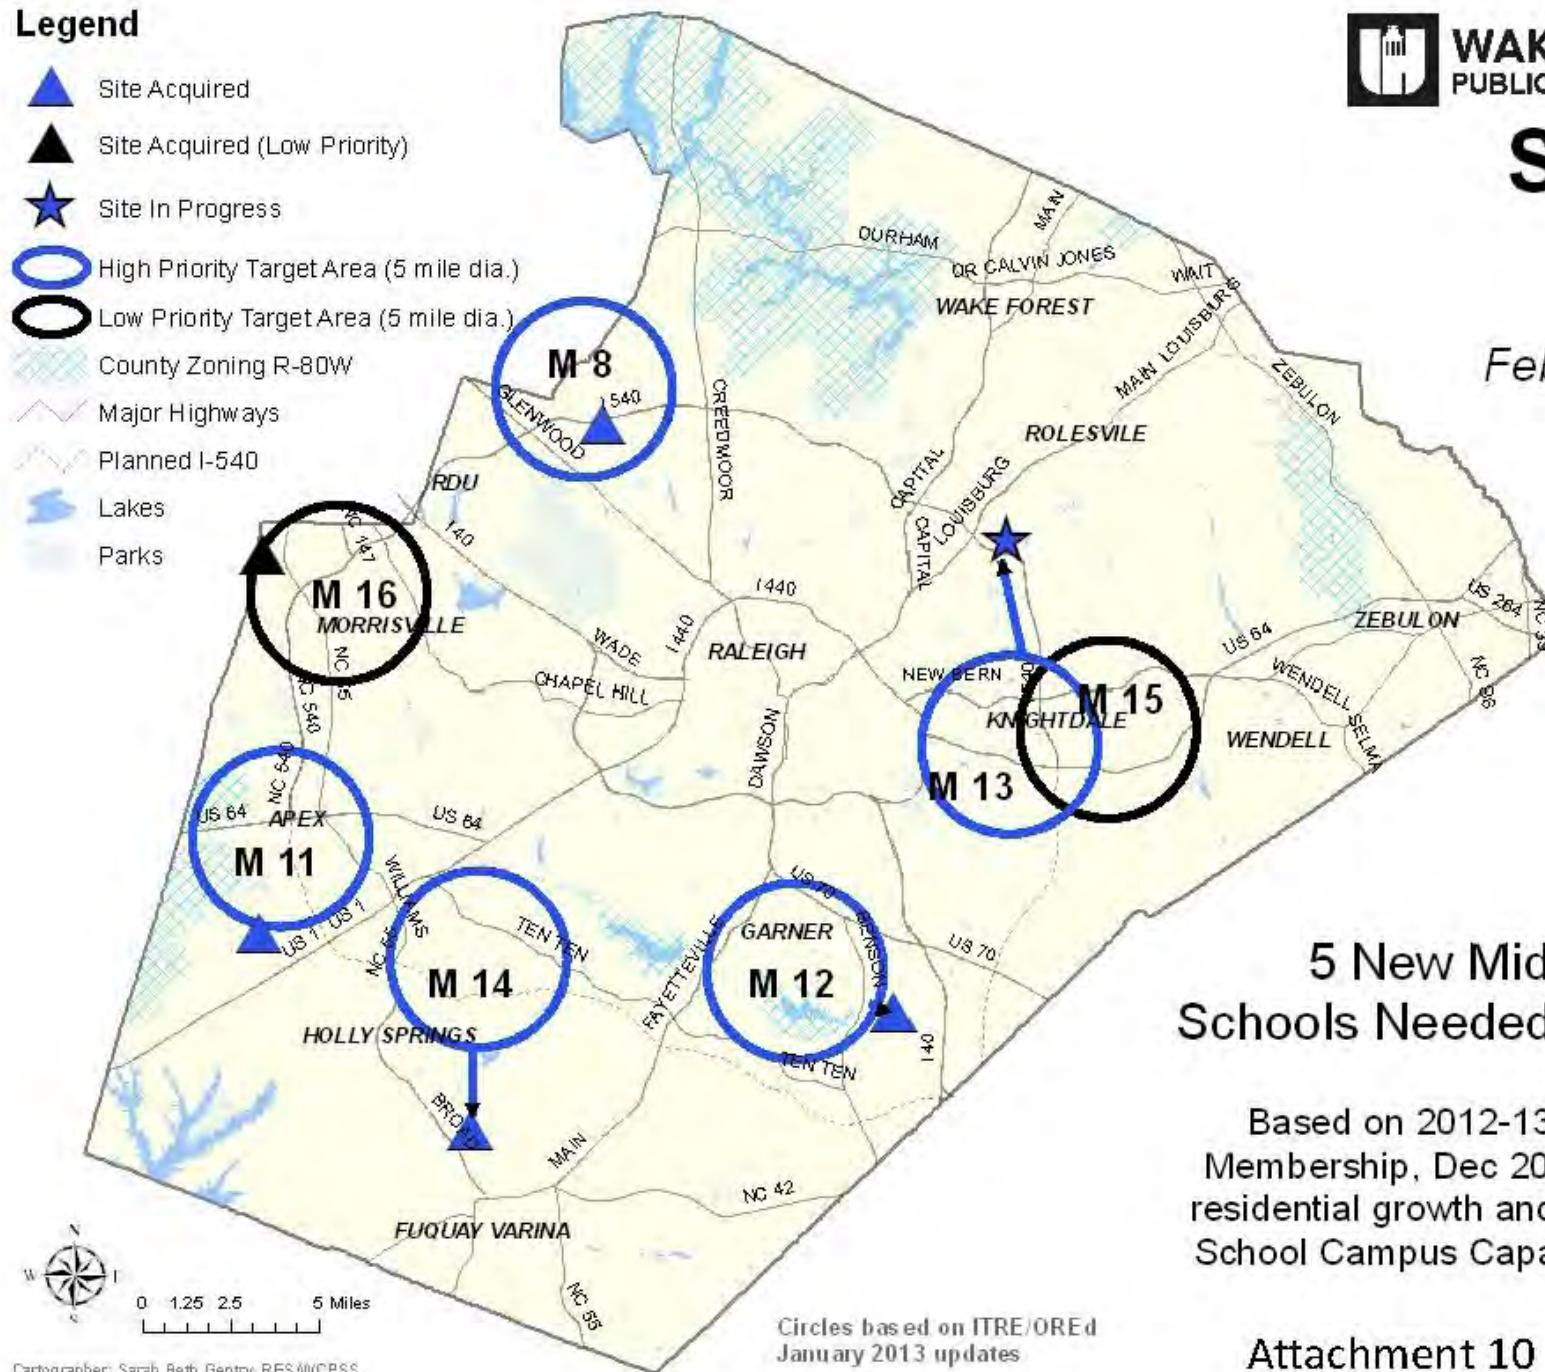 Legend
Site Acquired
Site Acquired (Low Priority)
Site In Progress
High Priority Target Area (5 mile dia.)
Low Priority Target Area (5 mile dia.)
County Zoning R-80W
Major Highways
Planned I-540
Lakes
Parks
PUBLIC
5 New Mid
Schools Needed
Based on 2012-13
Membership, Dec 20
residential growth and
School Campus Capa
Attachment 10
DURHAM
MAIN
DR CALVIN JONES
WAIT
WAKE FOREST
MAIN LOUISBURG
ZEBULON
M 8
I 540
GLENWOOD
CREEDMOOR
ROLESVILE
CAPITAL
LOUISBURG
CAPITAL
RDU
I 40
NC 147
M 16
MORRISVILLE
NC 55
NC 540
I 440
I 440
WADE
CHAPEL HILL
RALEIGH
DAWSON
NEW BERN
M 15
KNIGHTDALE
M 13
US 64
US 264
ZEBULON
WENDELL
SELMA
WENDELL
NC 96
NC 540
US 64
APEX
US 64
M 11
US 1
US 1
WILLIAMS
NC 55
TEN TEN
M 14
HOLLY SPRINGS
FAYETTEVILLE
US 70
GARNER
BENSON
M 12
US 70
I 40
TEN TEN
BROAD
MAIN
NC 42
FUQUAY VARINA
NC 55
N
W
0 1.25 2.5 5 Miles
Circles based on ITRE/OREd
January 2013 updates
Cartographer: Sarah Beth Gentry, RES/WCPSS